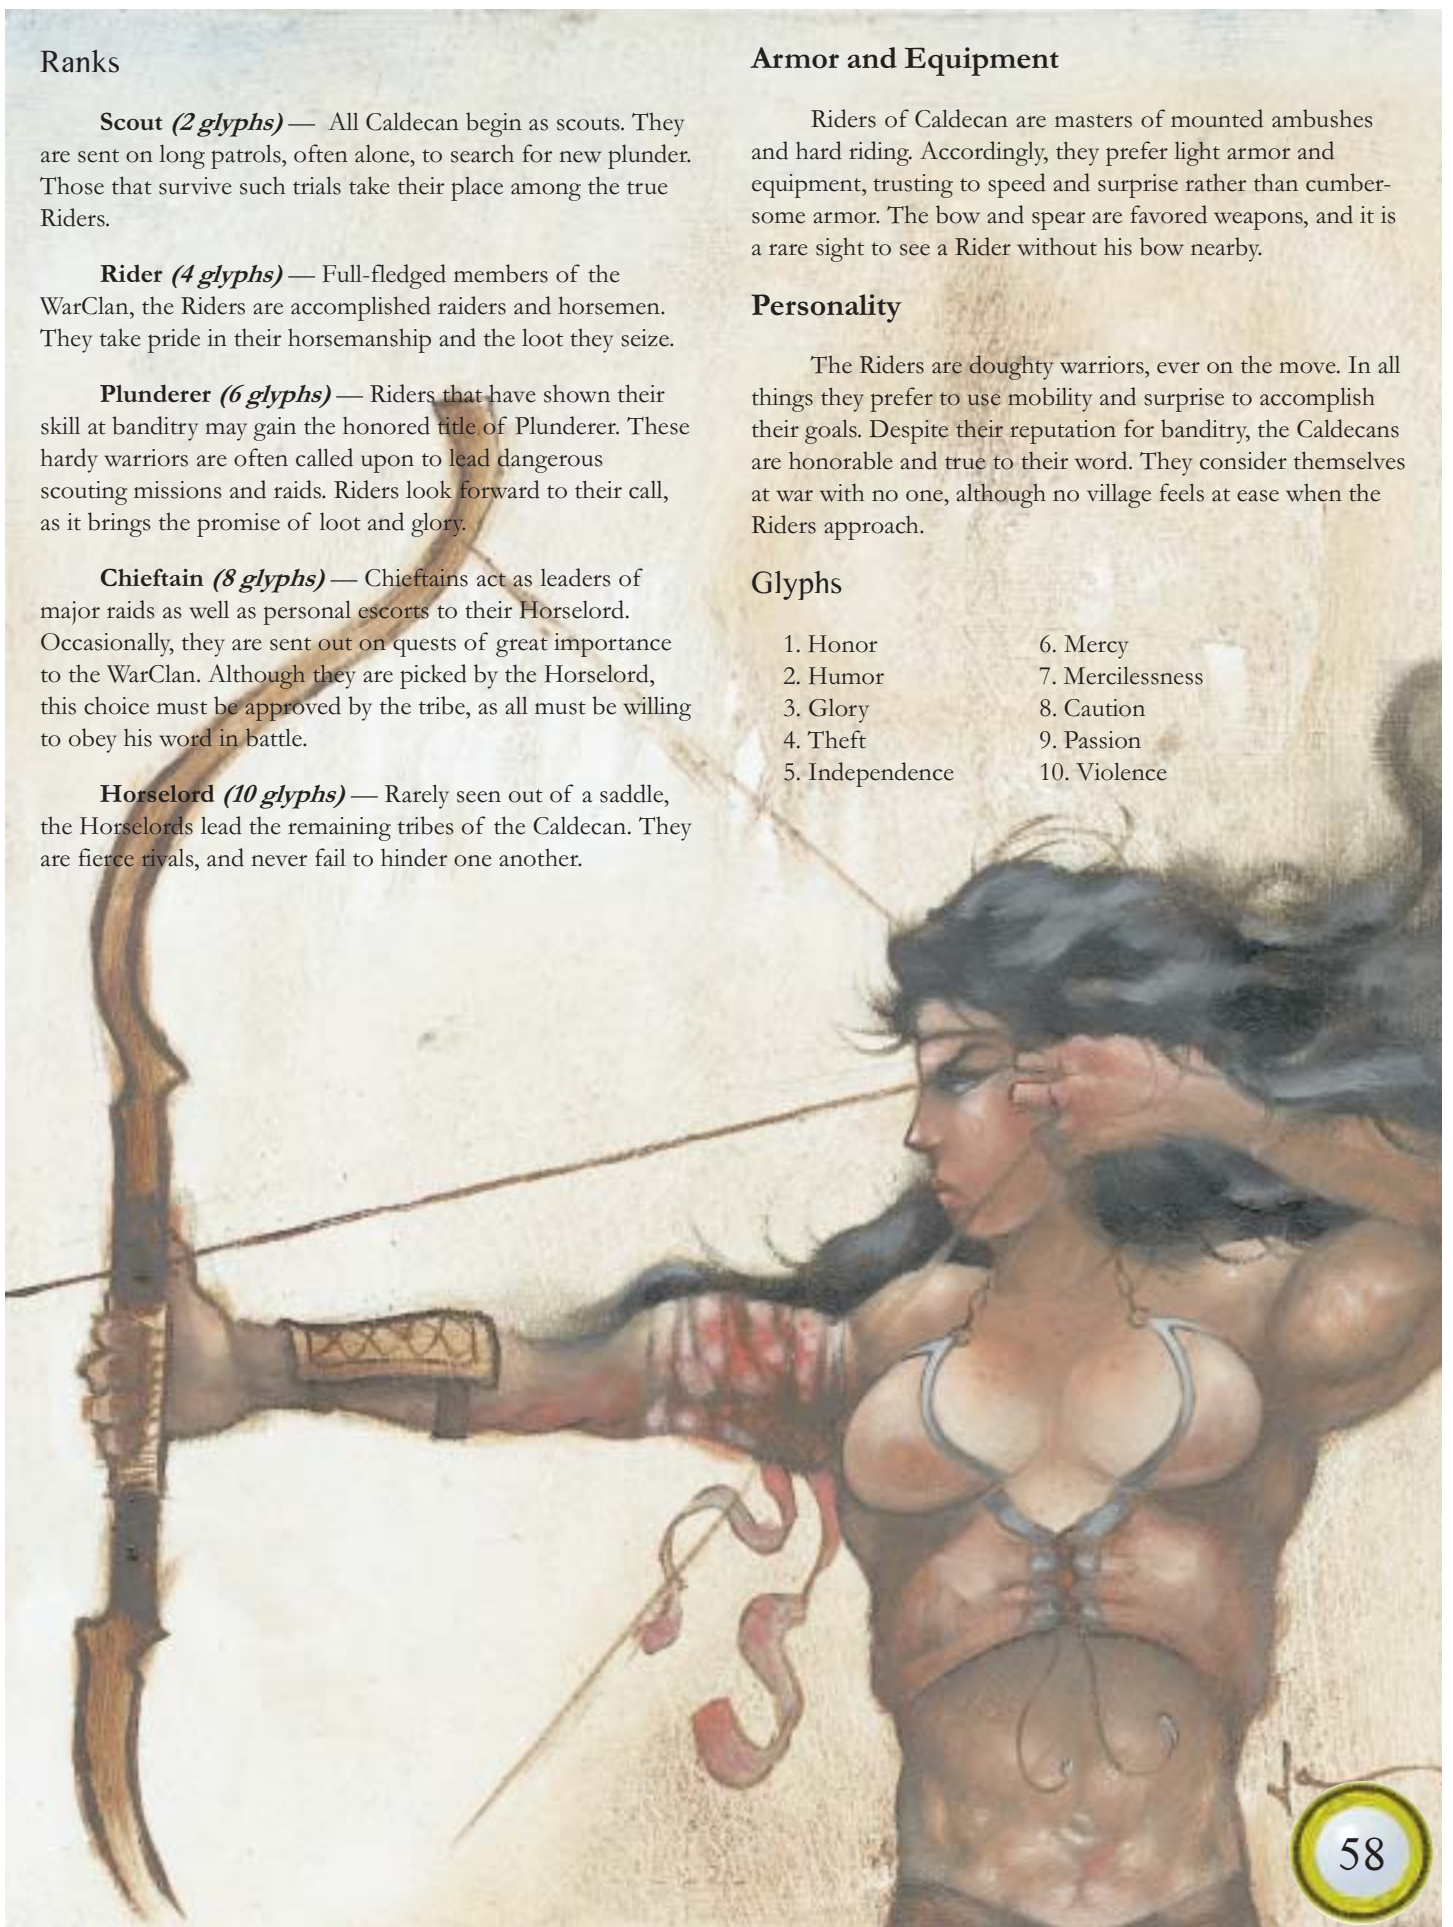 Ranks
Scout (2 glyphs) — All Caldecan begin as scouts. They
are sent on long patrols, often alone, to search for new plunder.
Those that survive such trials take their place among the true
Riders.
Rider (4 glyphs) — Full-fledged members of the
WarClan, the Riders are accomplished raiders and horsemen.
They take pride in their horsemanship and the loot they seize.
Plunderer (6 glyphs) — Riders that have shown their
skill at banditry may gain the honored title of Plunderer. These
hardy warriors are often called upon to lead dangerous
scouting missions and raids. Riders look forward to their call,
as it brings the promise of loot and glory.
Chieftain (8 glyphs) — Chieftains act as leaders of
major raids as well as personal escorts to their Horselord.
Occasionally, they are sent out on quests of great importance
to the WarClan. Although they are picked by the Horselord,
this choice must be approved by the tribe, as all must be willing
to obey his word in battle.
Horselord (10 glyphs) — Rarely seen out of a saddle,
the Horselords lead the remaining tribes of the Caldecan. They
are fierce rivals, and never fail to hinder one another.
Armor and Equipment
Riders of Caldecan are masters of mounted ambushes
and hard riding. Accordingly, they prefer light armor and
equipment, trusting to speed and surprise rather than cumber-
some armor. The bow and spear are favored weapons, and it is
a rare sight to see a Rider without his bow nearby.
Personality
The Riders are doughty warriors, ever on the move. In all
things they prefer to use mobility and surprise to accomplish
their goals. Despite their reputation for banditry, the Caldecans
are honorable and true to their word. They consider themselves
at war with no one, although no village feels at ease when the
Riders approach.
Glyphs
1. Honor
2. Humor
3. Glory
4. Theft
5. Independence
6. Mercy
7. Mercilessness
8. Caution
9. Passion
10. Violence
58